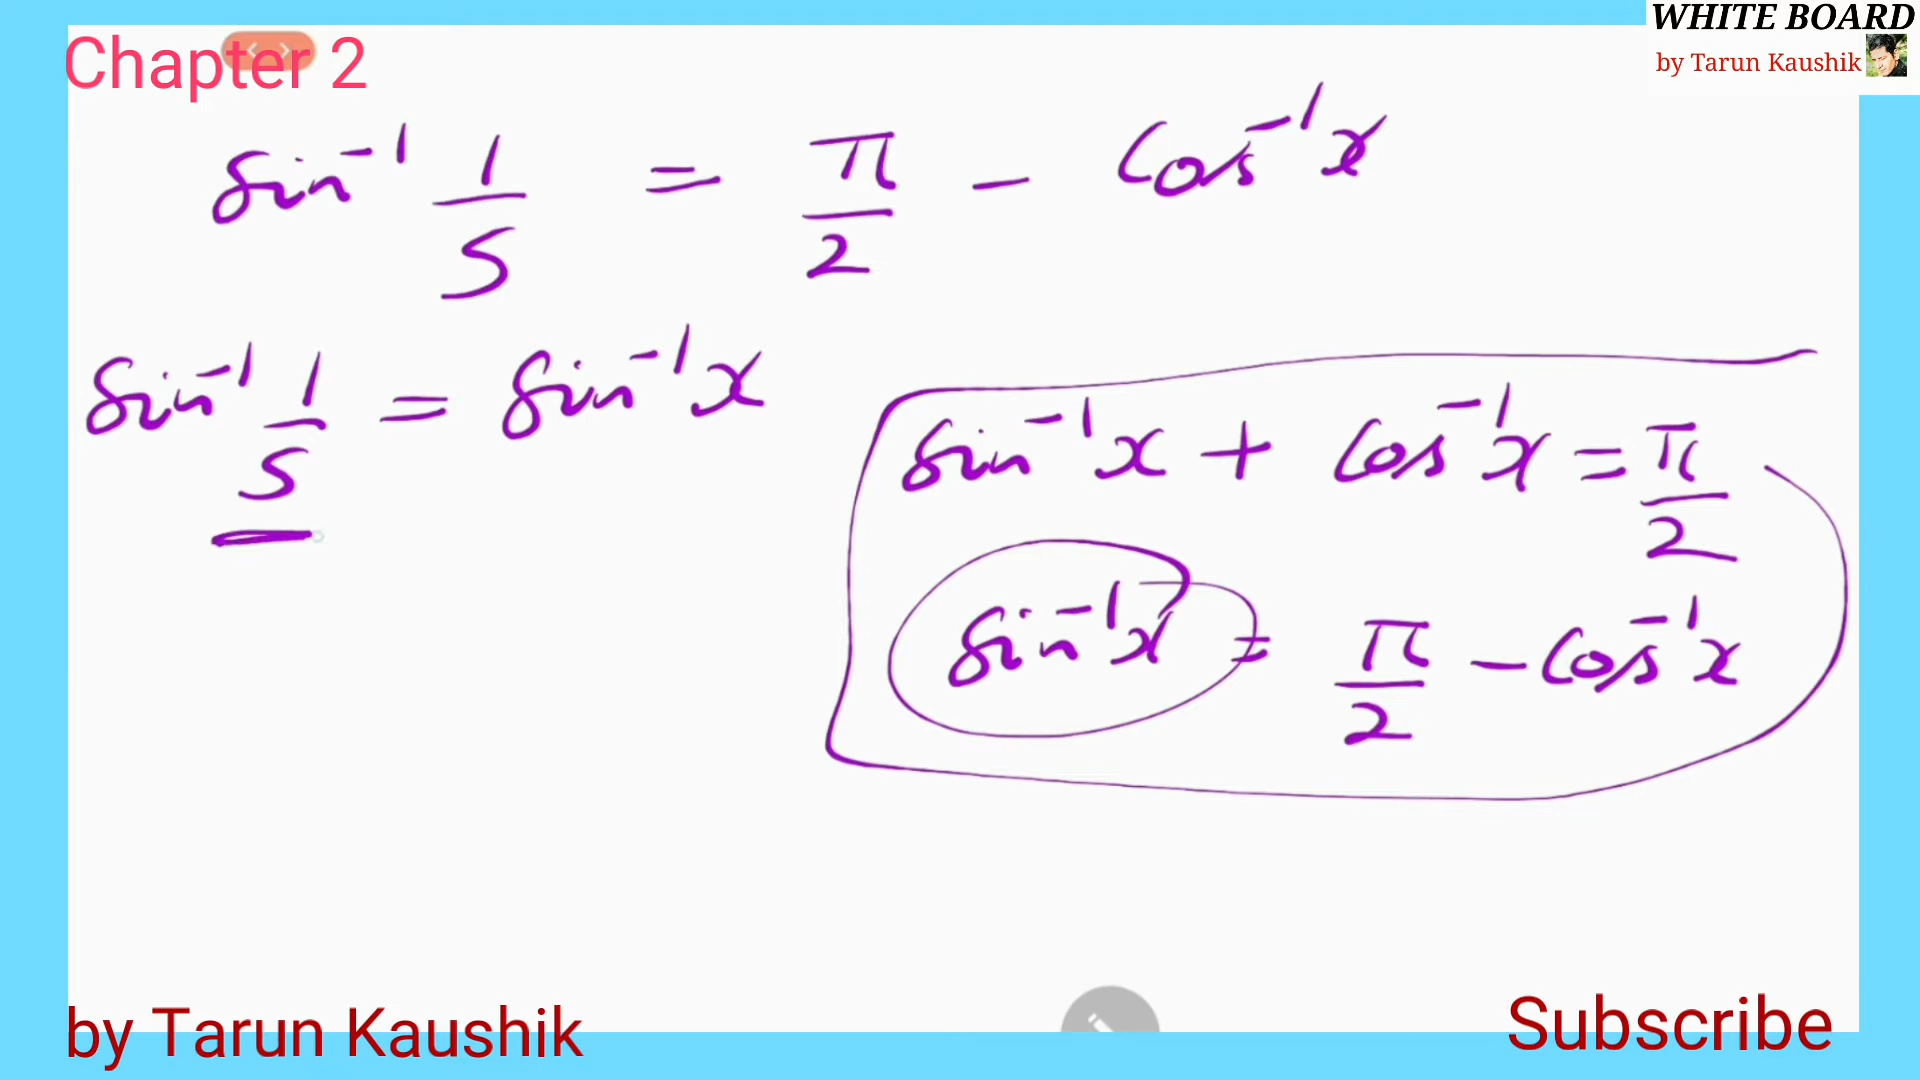 WHITE BOARD
by Tarun Kaushik
Chapter 2
sin⁻¹ 1/5 = π/2 - cos⁻¹x
sin⁻¹ 1/5 = sin⁻¹x
sin⁻¹x + cos⁻¹x = π/2
sin⁻¹x = π/2 - cos⁻¹x
by Tarun Kaushik
Subscribe